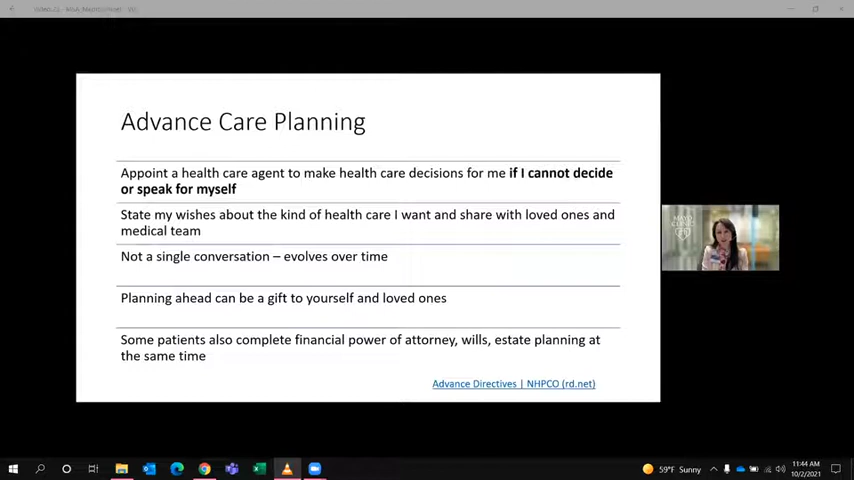 Advance Care Planning
Appoint a health care agent to make health care decisions for me if I cannot decide
or speak for myself
State my wishes about the kind of health care I want and share with loved ones and
medical team
Not a single conversation – evolves over time
Planning ahead can be a gift to yourself and loved ones
Some patients also complete financial power of attorney, wills, estate planning at
the same time
Advance Directives | NHPCO (rd.net)
MAYO
CLINIC
59°F Sunny
11:44 AM
10/2/2021